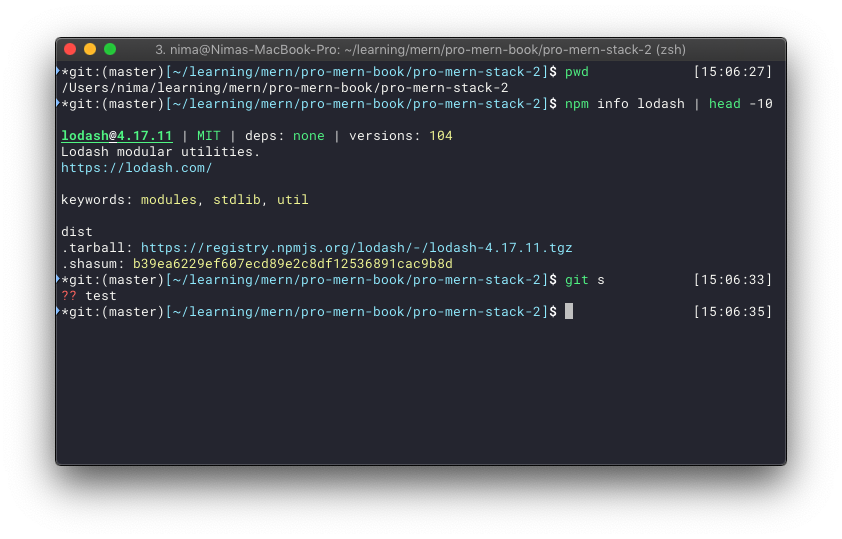 3. nima@Nimas-MacBook-Pro: ~/learning/mern/pro-mern-book/pro-mern-stack-2 (zsh)
*git:(master)[~/learning/mern/pro-mern-book/pro-mern-stack-2]$ pwd [15:06:27]
/Users/nima/learning/mern/pro-mern-book/pro-mern-stack-2
*git:(master)[~/learning/mern/pro-mern-book/pro-mern-stack-2]$ npm info lodash | head -10
lodash@4.17.11 | MIT | deps: none | versions: 104
Lodash modular utilities.
https://lodash.com/
keywords: modules, stdlib, util
dist
.tarball: https://registry.npmjs.org/lodash/-/lodash-4.17.11.tgz
.shasum: b39ea6229ef607ecd89e2c8df12536891cac9b8d
*git:(master)[~/learning/mern/pro-mern-book/pro-mern-stack-2]$ git s [15:06:33]
?? test
*git:(master)[~/learning/mern/pro-mern-book/pro-mern-stack-2]$ [15:06:35]